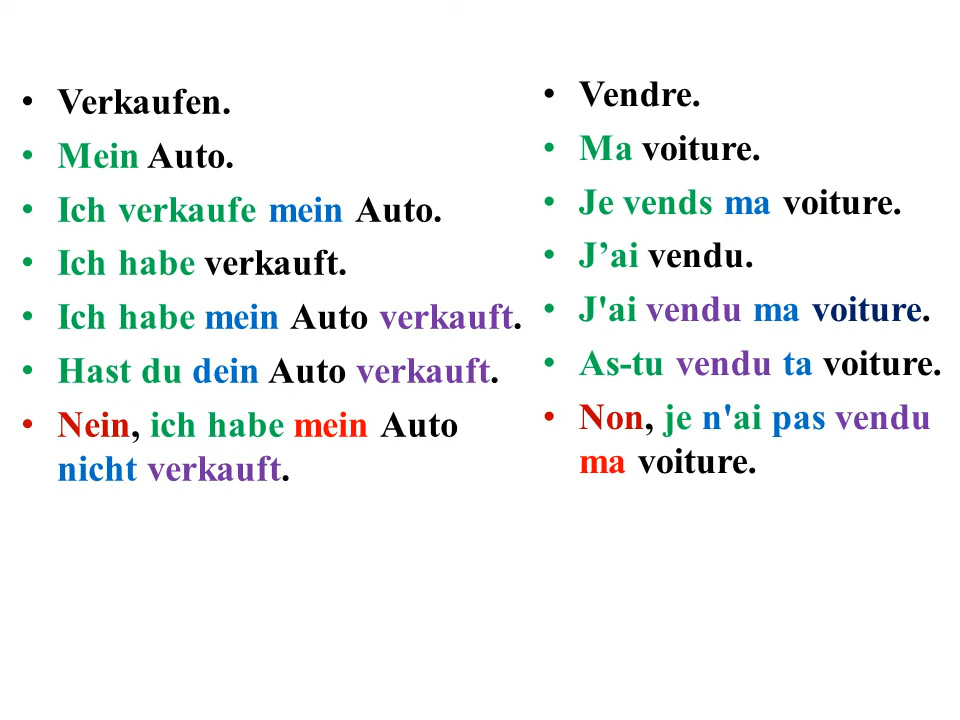 • Verkaufen.
• Mein Auto.
• Ich verkaufe mein Auto.
• Ich habe verkauft.
• Ich habe mein Auto verkauft.
• Hast du dein Auto verkauft.
• Nein, ich habe mein Auto
nicht verkauft.
• Vendre.
• Ma voiture.
• Je vends ma voiture.
• J’ai vendu.
• J'ai vendu ma voiture.
• As-tu vendu ta voiture.
• Non, je n'ai pas vendu
ma voiture.